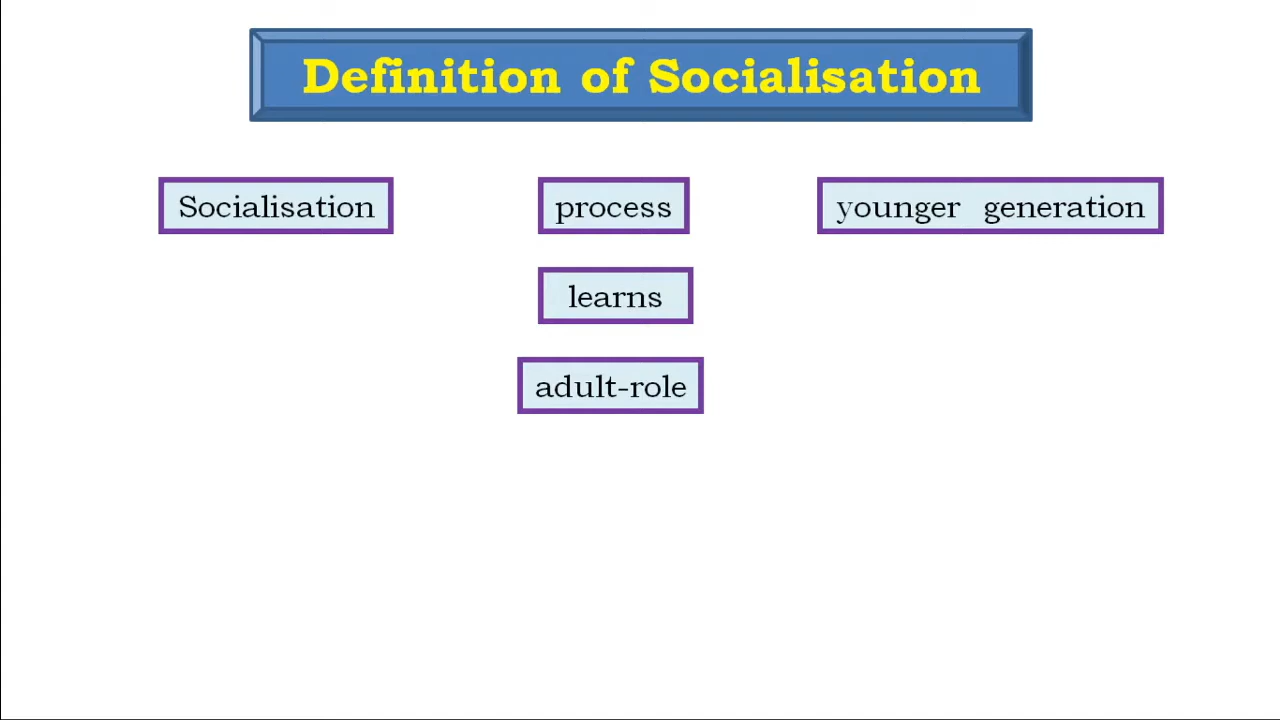 Definition of Socialisation
Socialisation process younger generation
learns
adult-role